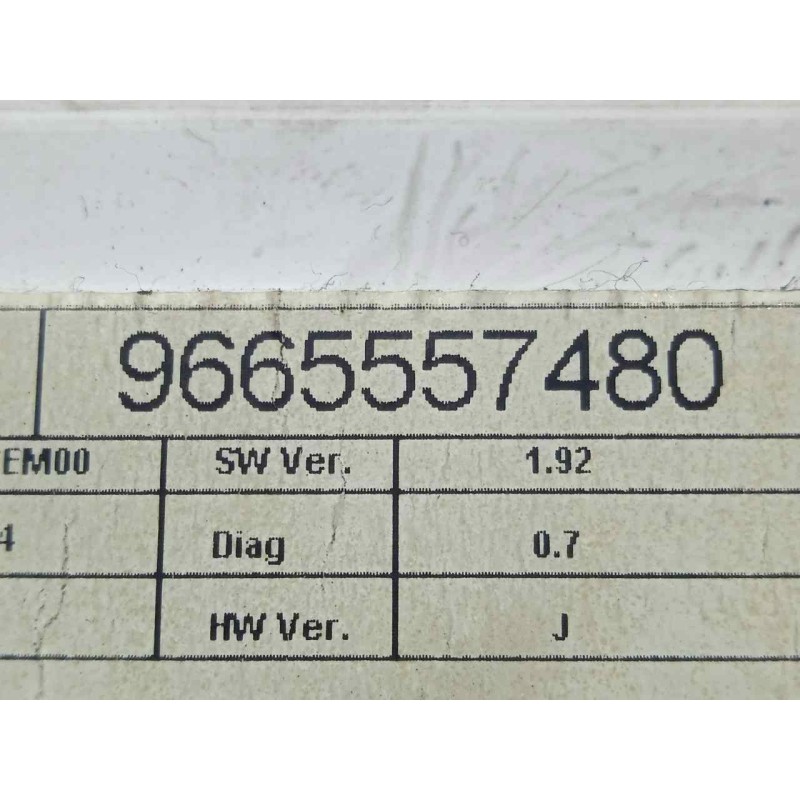 9665557480
EM00 SW Ver. 1.92
4 Diag 0.7
HW Ver. J